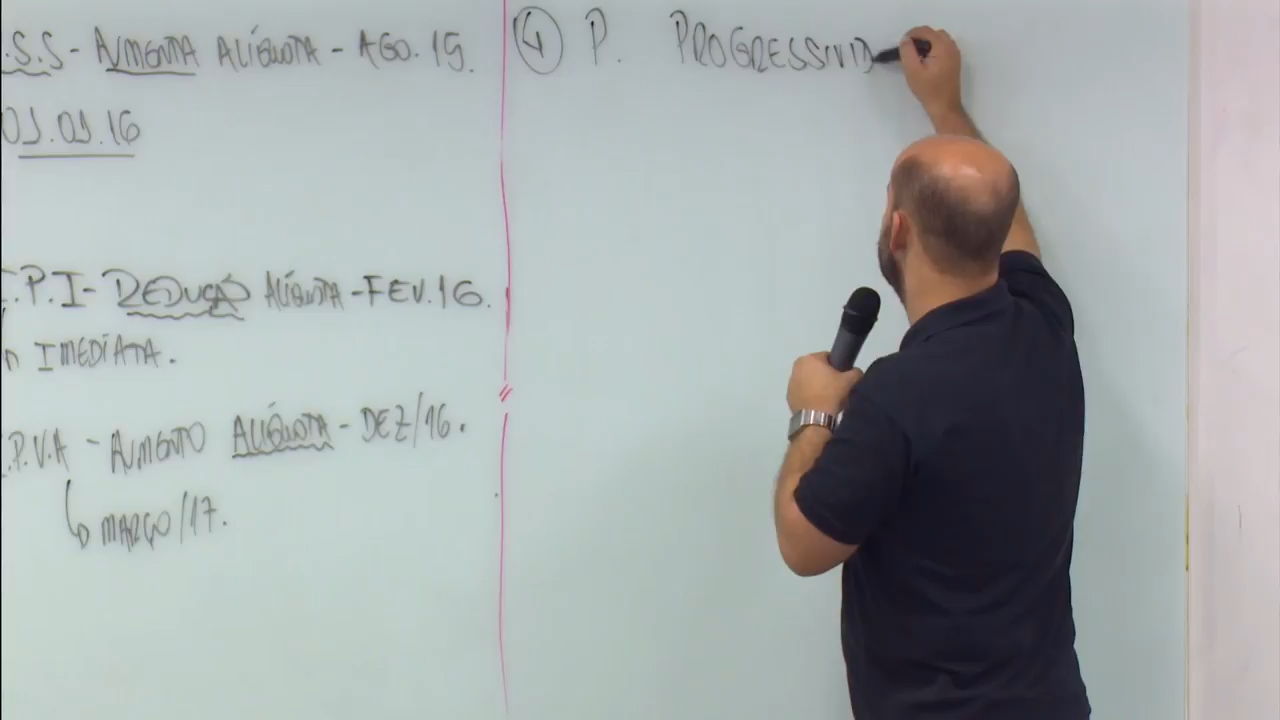 .S.S - AUMENTA ALÍQUOTA - AGO.15.
01.01.16
I.P.I - REDUÇÃO ALÍQUOTA - FEV.16.
IMEDIATA.
.P.V.A - AUMENTO ALÍQUOTA - DEZ/16.
MARÇO/17.
4 P. PROGRESSIVID